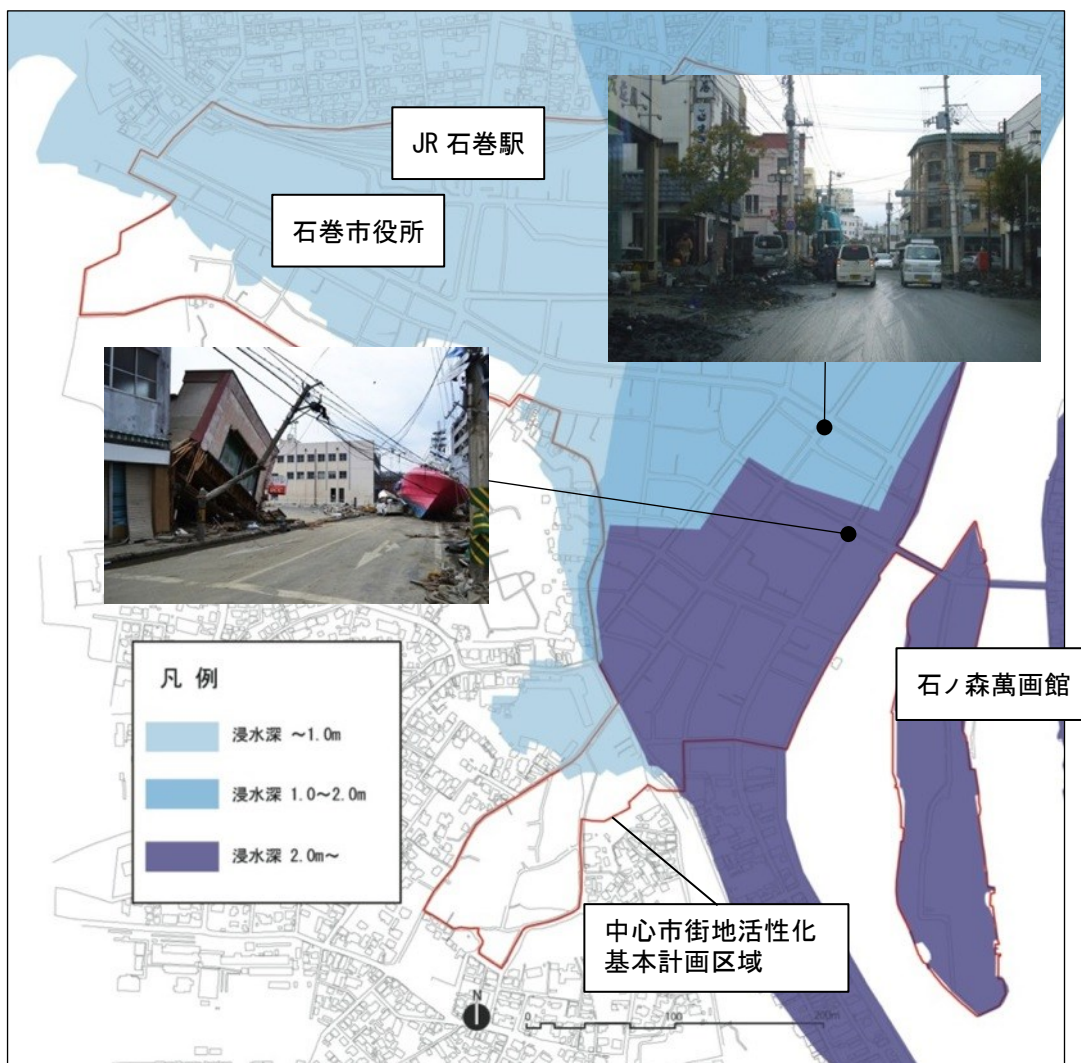 JR 石巻駅
石巻市役所
石ノ森萬画館
凡 例
浸水深 ～1.0m
浸水深 1.0～2.0m
浸水深 2.0m～
中心市街地活性化
基本計画区域
N
0 100 200m